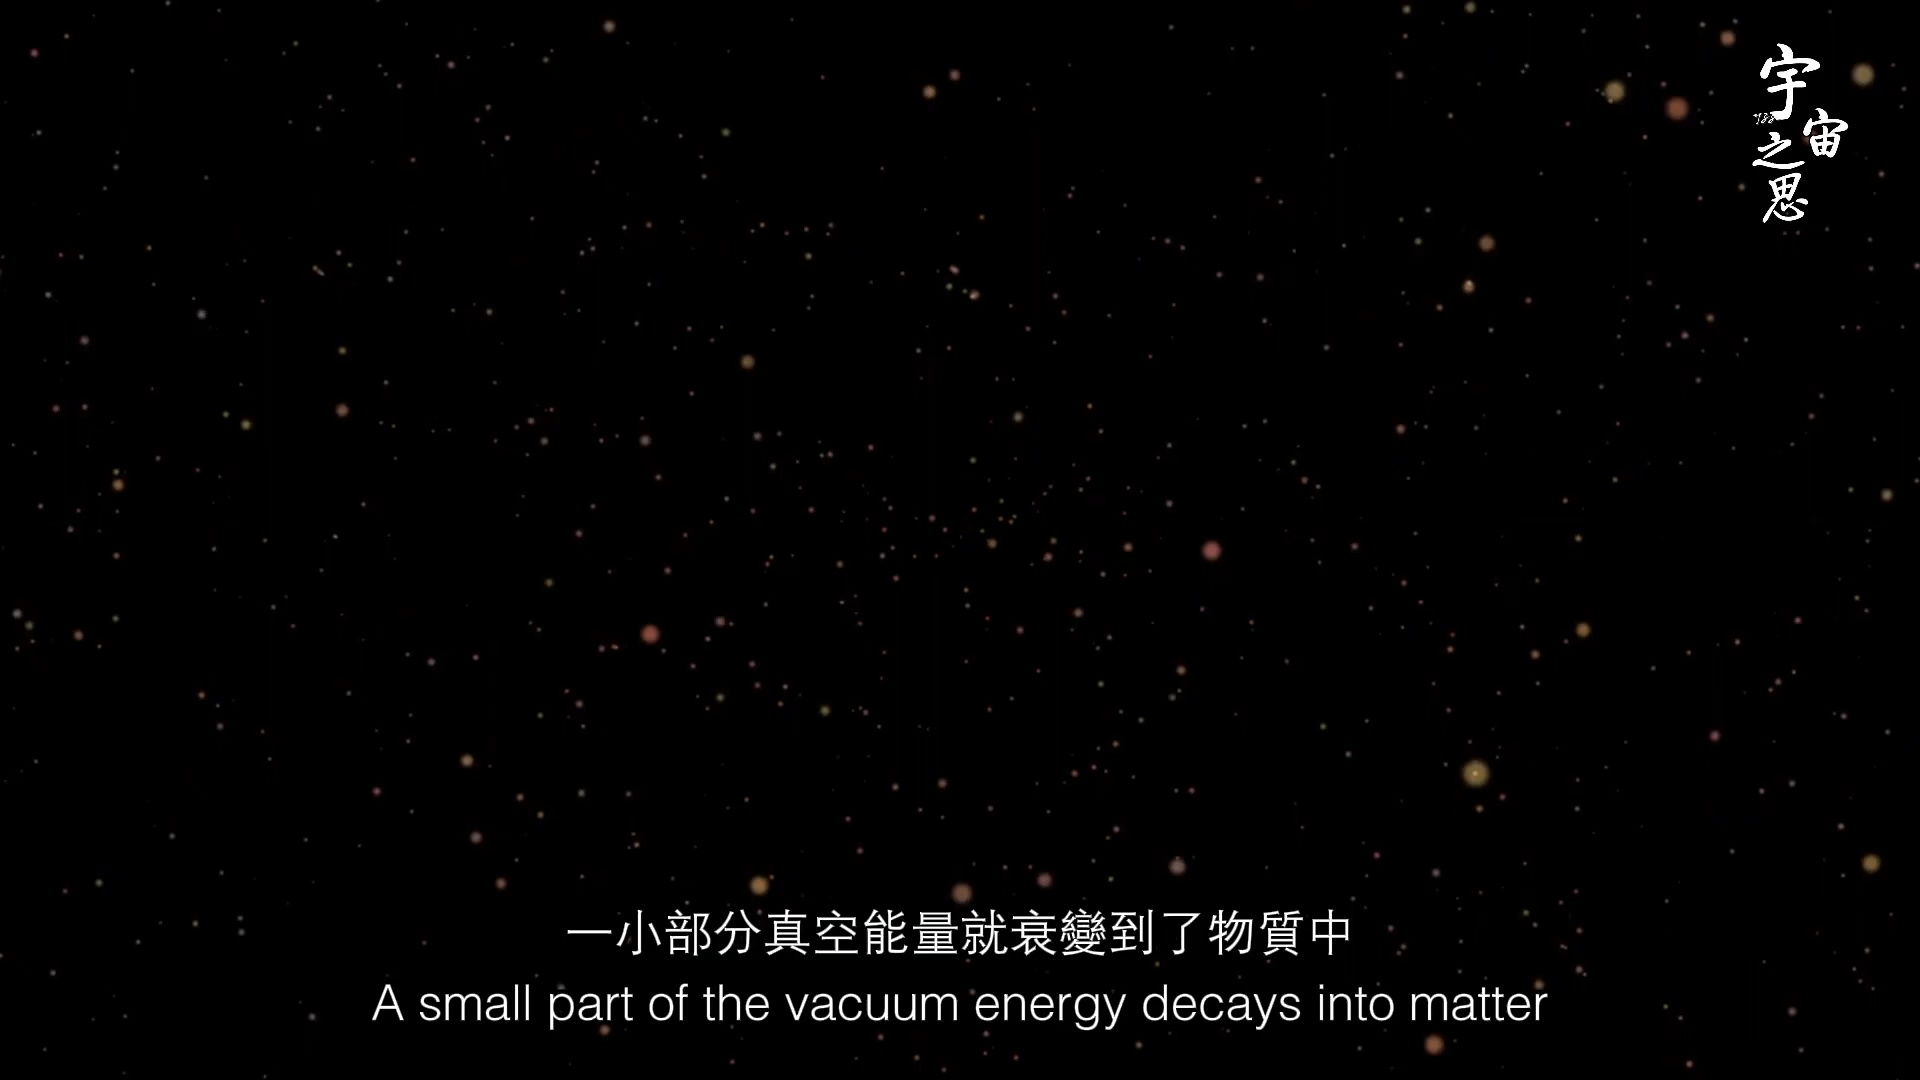 宇宙之思
一小部分真空能量就衰變到了物質中
A small part of the vacuum energy decays into matter